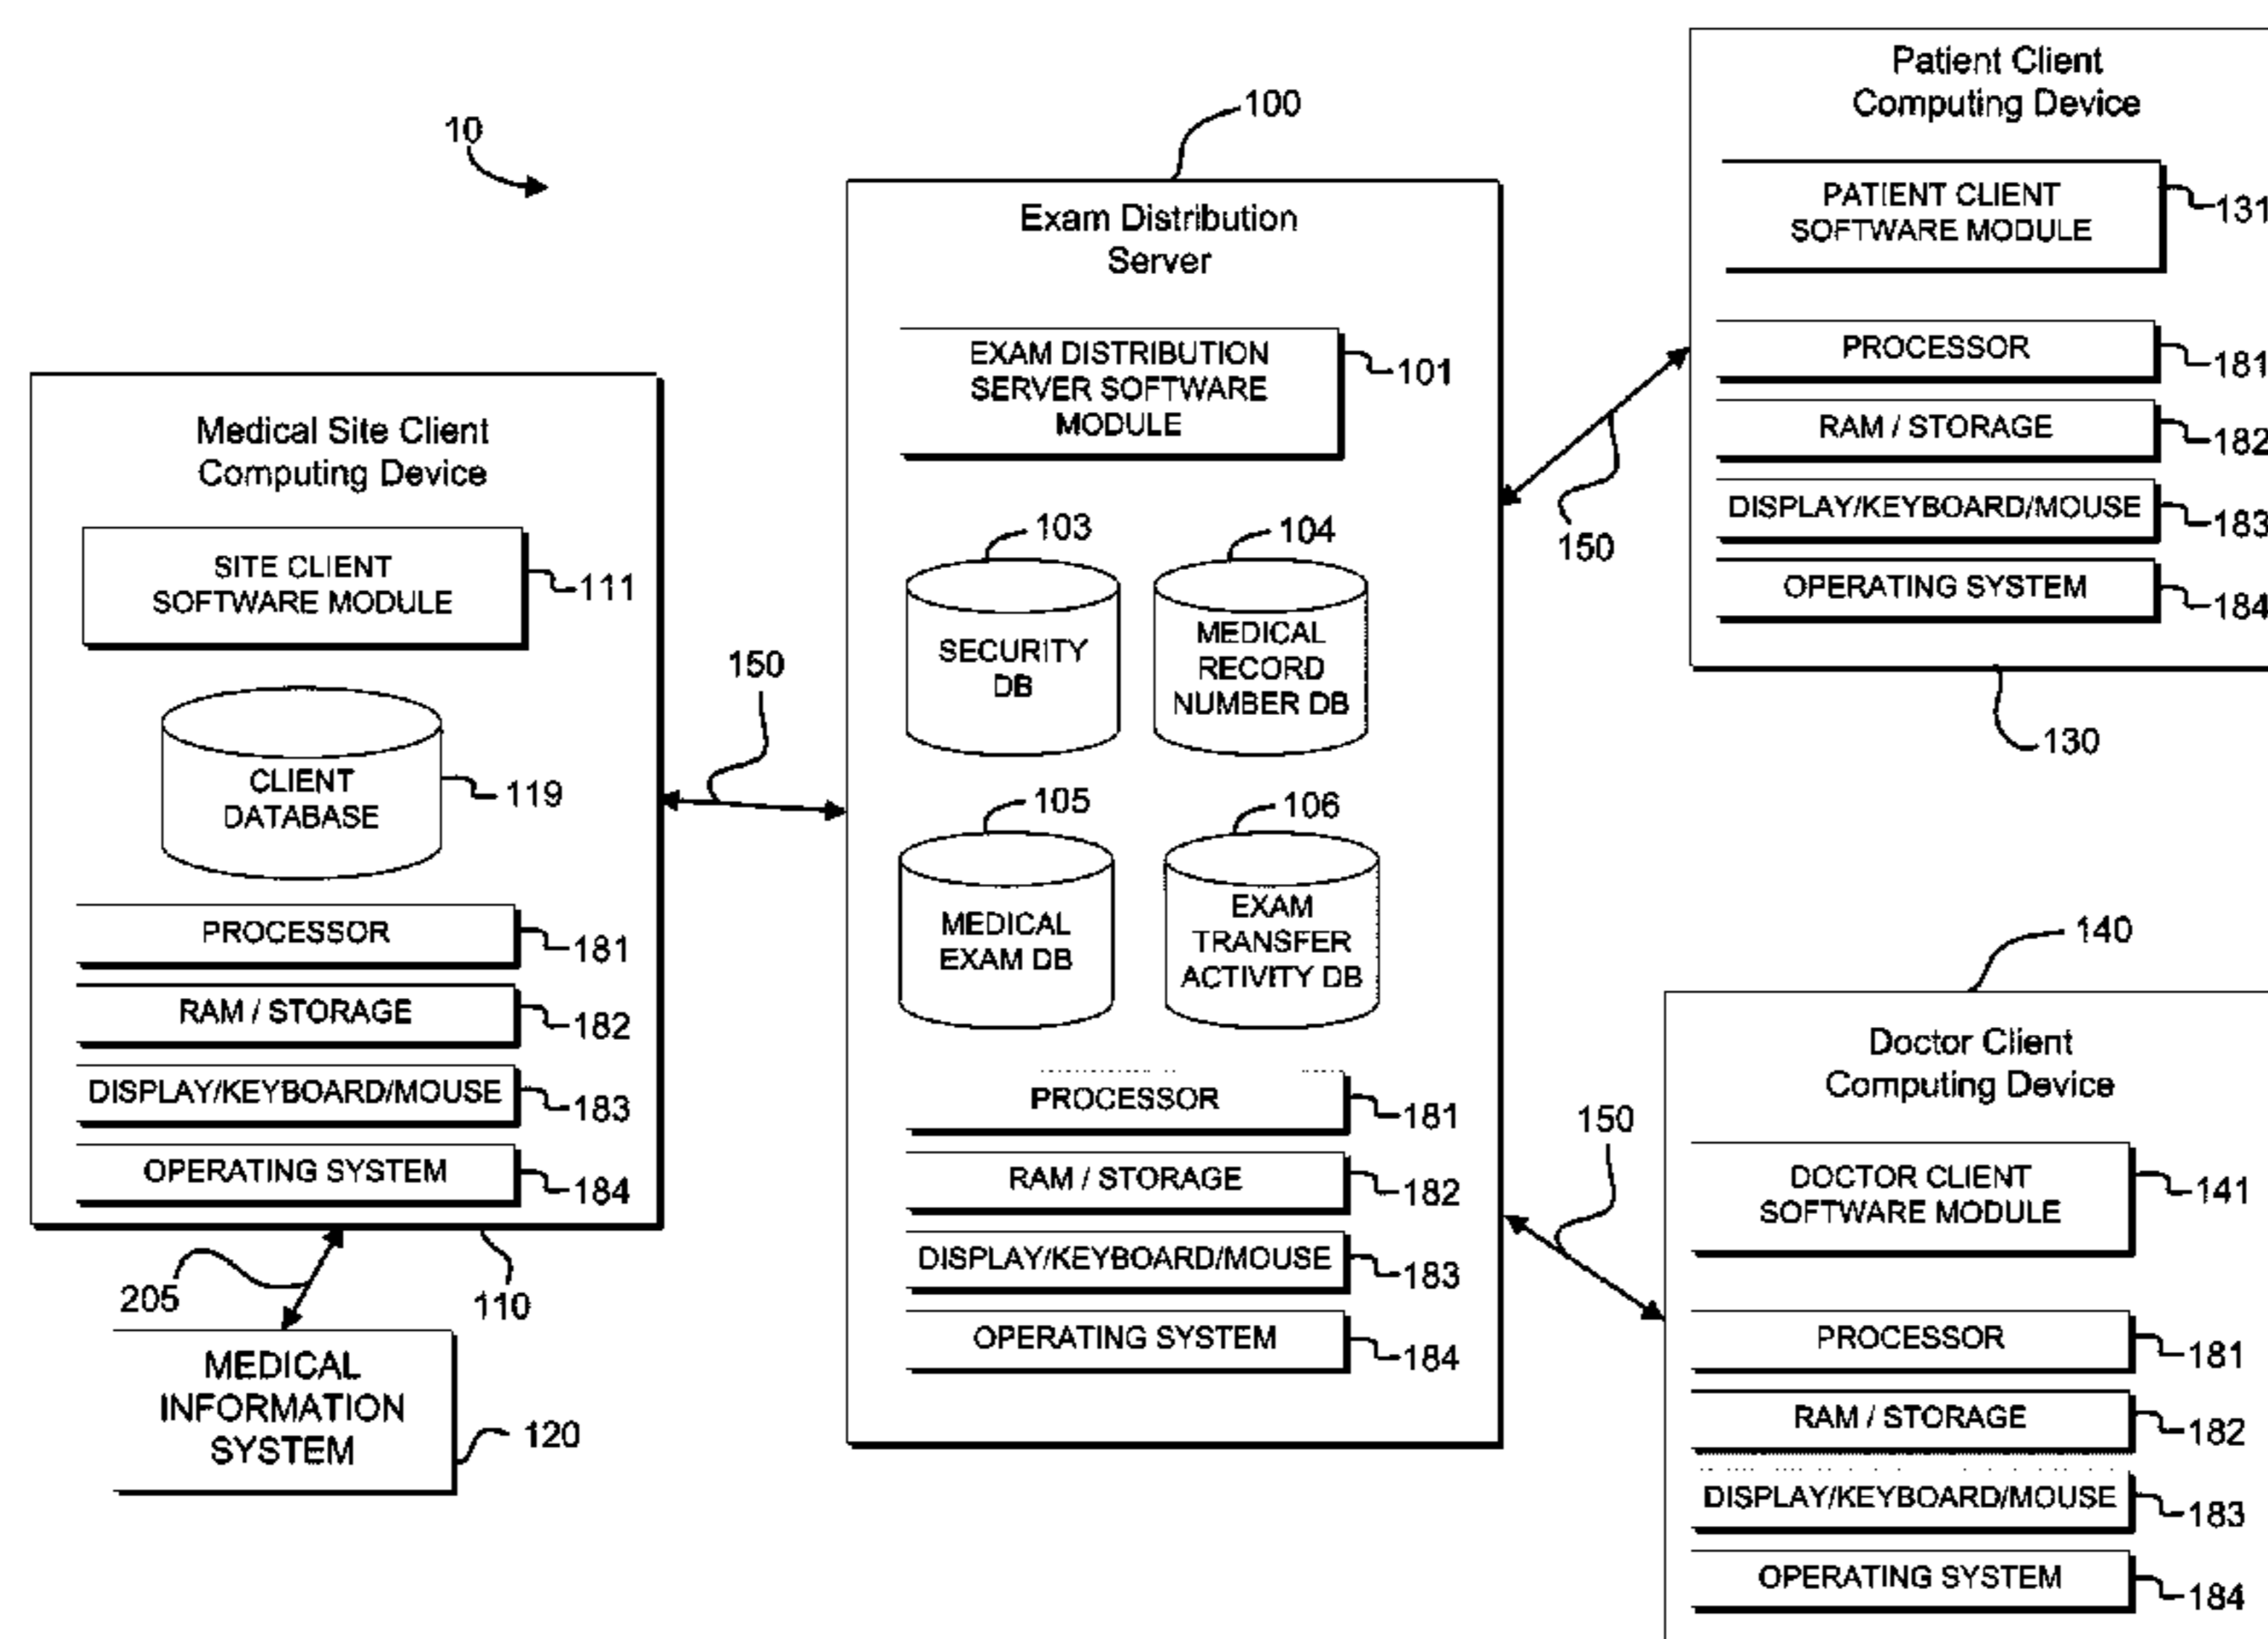 10
100
Exam Distribution
Server
EXAM DISTRIBUTION
SERVER SOFTWARE
MODULE
101
103
SECURITY
DB
104
MEDICAL
RECORD
NUMBER DB
105
MEDICAL
EXAM DB
106
EXAM
TRANSFER
ACTIVITY DB
PROCESSOR
181
RAM / STORAGE
182
DISPLAY/KEYBOARD/MOUSE
183
OPERATING SYSTEM
184
Medical Site Client
Computing Device
SITE CLIENT
SOFTWARE MODULE
111
CLIENT
DATABASE
119
PROCESSOR
181
RAM / STORAGE
182
DISPLAY/KEYBOARD/MOUSE
183
OPERATING SYSTEM
184
150
205
110
MEDICAL
INFORMATION
SYSTEM
120
Patient Client
Computing Device
PATIENT CLIENT
SOFTWARE MODULE
131
PROCESSOR
181
RAM / STORAGE
182
DISPLAY/KEYBOARD/MOUSE
183
OPERATING SYSTEM
184
150
130
140
Doctor Client
Computing Device
DOCTOR CLIENT
SOFTWARE MODULE
141
PROCESSOR
181
RAM / STORAGE
182
DISPLAY/KEYBOARD/MOUSE
183
OPERATING SYSTEM
184
150